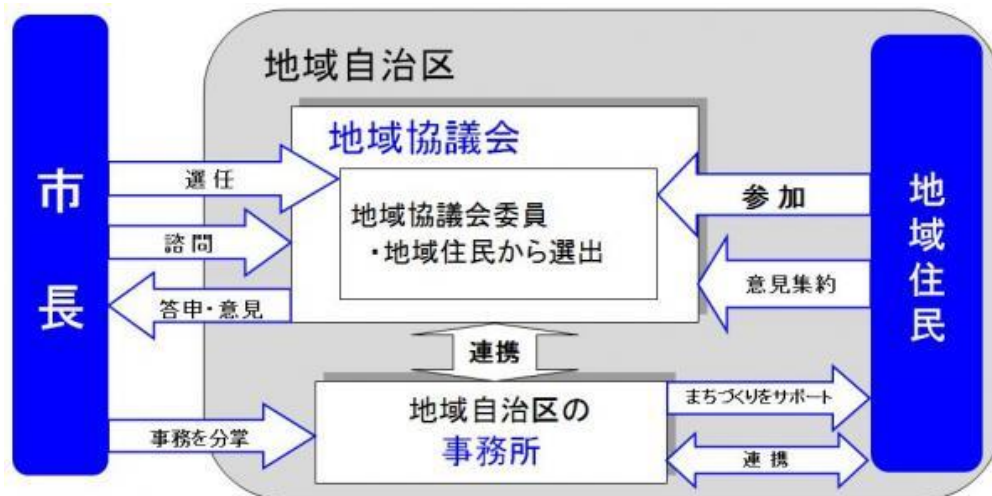 地域自治区
市長
地域協議会
選任
地域協議会委員
・地域住民から選出
参加
諮問
答申・意見
意見集約
地域住民
連携
地域自治区の
事務所
事務を分掌
まちづくりをサポート
連携